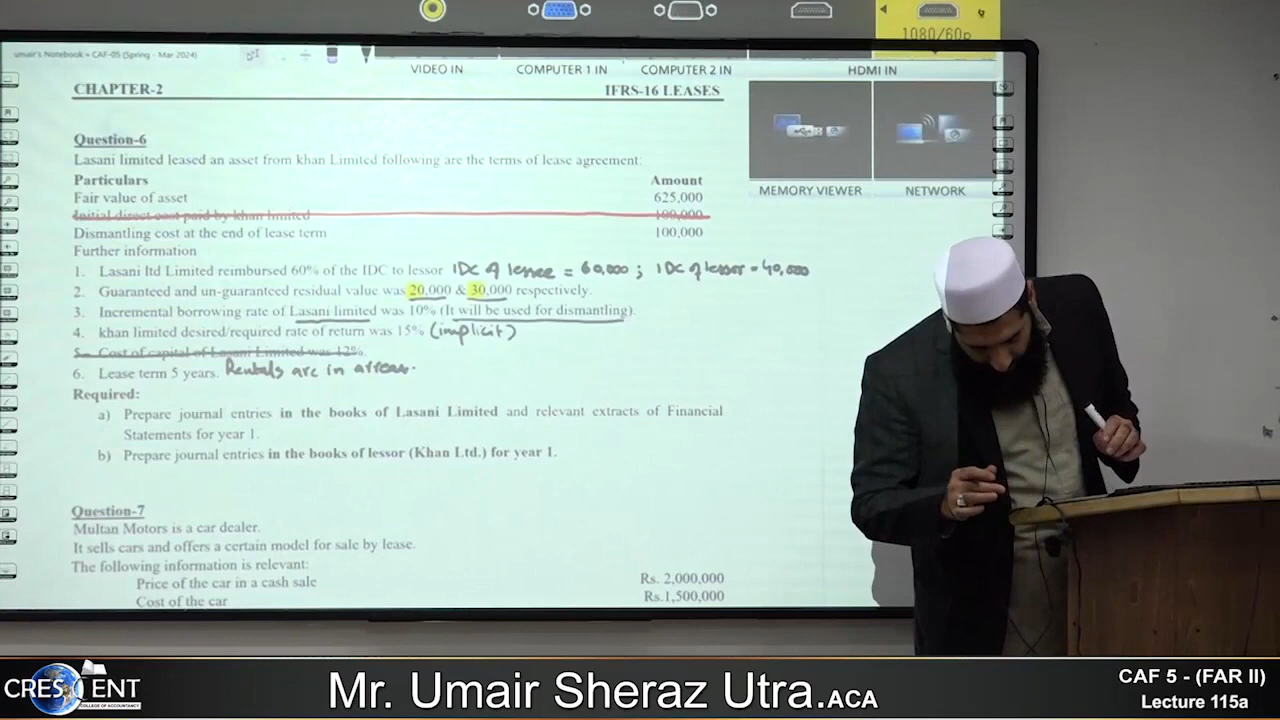 1080/60p
umair's Notebook » CAF-05 (Spring - Mar 2024)
VIDEO IN COMPUTER 1 IN COMPUTER 2 IN HDMI IN
MEMORY VIEWER NETWORK
CHAPTER-2 IFRS-16 LEASES
Question-6
Lasani limited leased an asset from khan Limited following are the terms of lease agreement:
Particulars Amount
Fair value of asset 625,000
Initial direct cost paid by khan limited 100,000
Dismantling cost at the end of lease term 100,000
Further information
1. Lasani ltd Limited reimbursed 60% of the IDC to lessor IDC of lessee = 60,000 ; IDC of lessor = 40,000
2. Guaranteed and un-guaranteed residual value was 20,000 & 30,000 respectively.
3. Incremental borrowing rate of Lasani limited was 10% (It will be used for dismantling).
4. khan limited desired/required rate of return was 15% (implicit)
5. Cost of capital of Lasani Limited was 12%.
6. Lease term 5 years. Rentals are in arrear.
Required:
a) Prepare journal entries in the books of Lasani Limited and relevant extracts of Financial
Statements for year 1.
b) Prepare journal entries in the books of lessor (Khan Ltd.) for year 1.
Question-7
Multan Motors is a car dealer.
It sells cars and offers a certain model for sale by lease.
The following information is relevant:
Price of the car in a cash sale Rs. 2,000,000
Cost of the car Rs.1,500,000
CRESCENT
COLLEGE OF ACCOUNTANCY
Mr. Umair Sheraz Utra.ACA
CAF 5 - (FAR II)
Lecture 115a